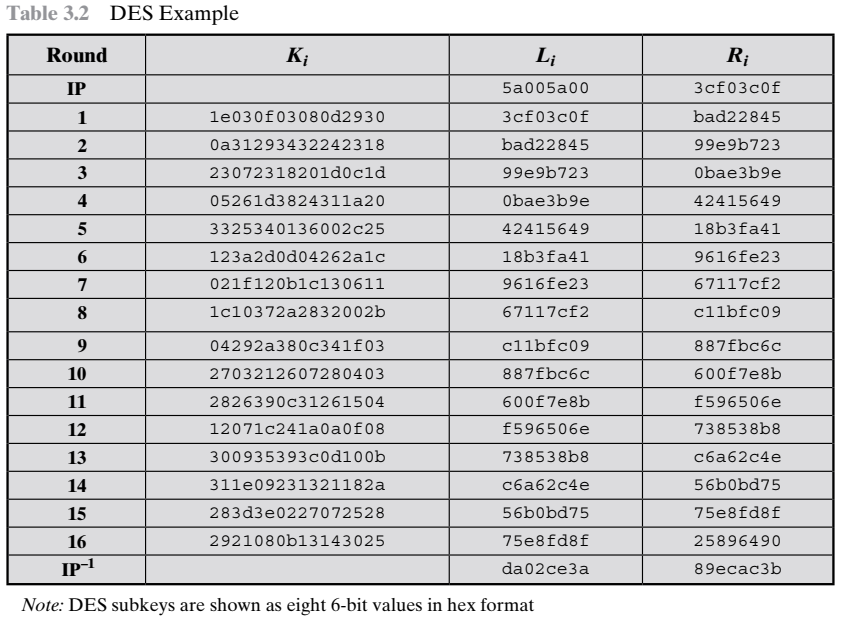 Table 3.2 DES Example
Round K_i L_i R_i
IP 5a005a00 3cf03c0f
1 1e030f03080d2930 3cf03c0f bad22845
2 0a31293432242318 bad22845 99e9b723
3 23072318201d0c1d 99e9b723 0bae3b9e
4 05261d3824311a20 0bae3b9e 42415649
5 3325340136002c25 42415649 18b3fa41
6 123a2d0d04262a1c 18b3fa41 9616fe23
7 021f120b1c130611 9616fe23 67117cf2
8 1c10372a2832002b 67117cf2 c11bfc09
9 04292a380c341f03 c11bfc09 887fbc6c
10 2703212607280403 887fbc6c 600f7e8b
11 2826390c31261504 600f7e8b f596506e
12 12071c241a0a0f08 f596506e 738538b8
13 300935393c0d100b 738538b8 c6a62c4e
14 311e09231321182a c6a62c4e 56b0bd75
15 283d3e0227072528 56b0bd75 75e8fd8f
16 2921080b13143025 75e8fd8f 25896490
IP⁻¹ da02ce3a 89ecac3b
Note: DES subkeys are shown as eight 6-bit values in hex format